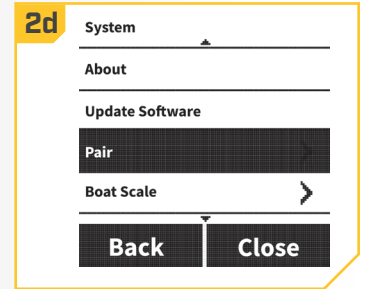 2d
System
About
Update Software
Pair
Boat Scale
Back Close